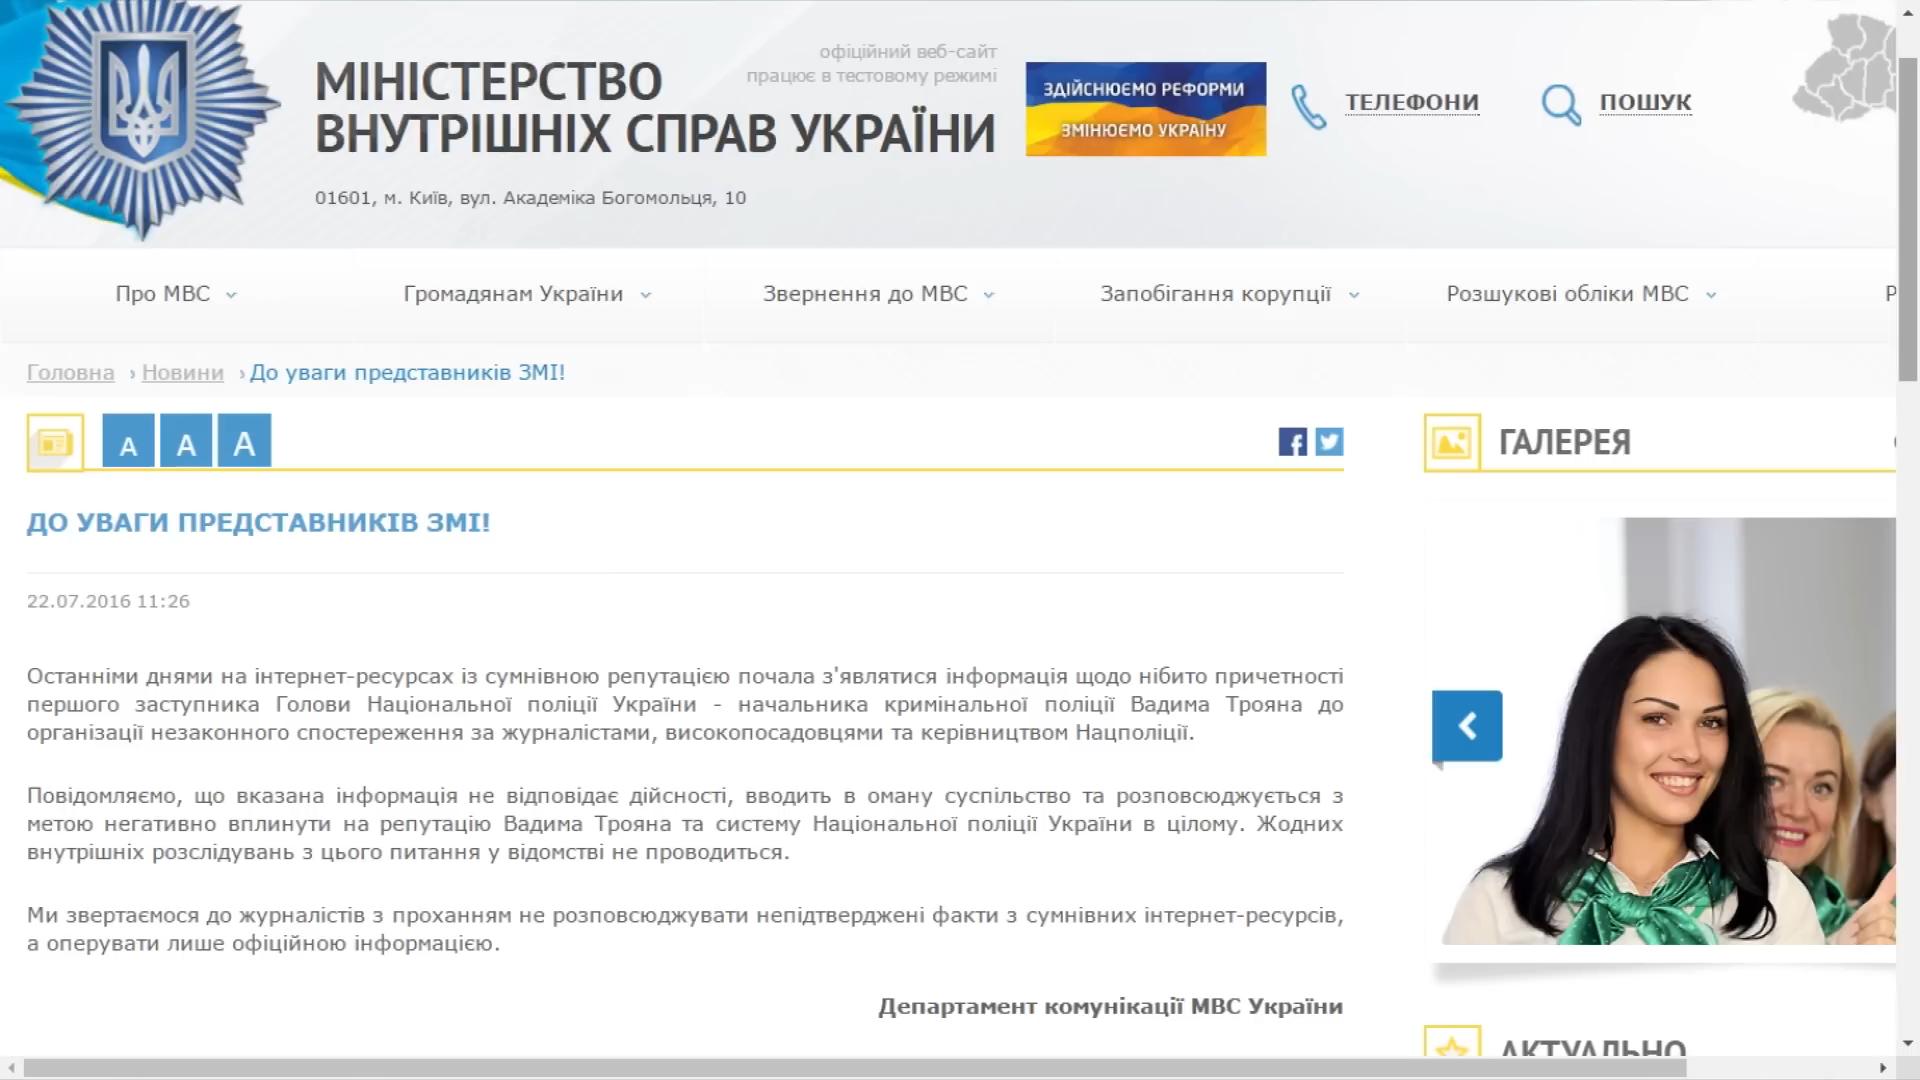 офіційний веб-сайт
працює в тестовому режимі
МІНІСТЕРСТВО
ВНУТРІШНІХ СПРАВ УКРАЇНИ
01601, м. Київ, вул. Академіка Богомольця, 10
ЗДІЙСНЮЄМО РЕФОРМИ
ЗМІНЮЄМО УКРАЇНУ
ТЕЛЕФОНИ
ПОШУК
Про МВС
Громадянам України
Звернення до МВС
Запобігання корупції
Розшукові обліки МВС
Головна › Новини › До уваги представників ЗМІ!
A A A
ДО УВАГИ ПРЕДСТАВНИКІВ ЗМІ!
22.07.2016 11:26
Останніми днями на інтернет-ресурсах із сумнівною репутацією почала з'являтися інформація щодо нібито причетності
першого заступника Голови Національної поліції України - начальника кримінальної поліції Вадима Трояна до
організації незаконного спостереження за журналістами, високопосадовцями та керівництвом Нацполіції.
Повідомляємо, що вказана інформація не відповідає дійсності, вводить в оману суспільство та розповсюджується з
метою негативно вплинути на репутацію Вадима Трояна та систему Національної поліції України в цілому. Жодних
внутрішніх розслідувань з цього питання у відомстві не проводиться.
Ми звертаємося до журналістів з проханням не розповсюджувати непідтверджені факти з сумнівних інтернет-ресурсів,
а оперувати лише офіційною інформацією.
Департамент комунікації МВС України
ГАЛЕРЕЯ
АКТУАЛЬНО